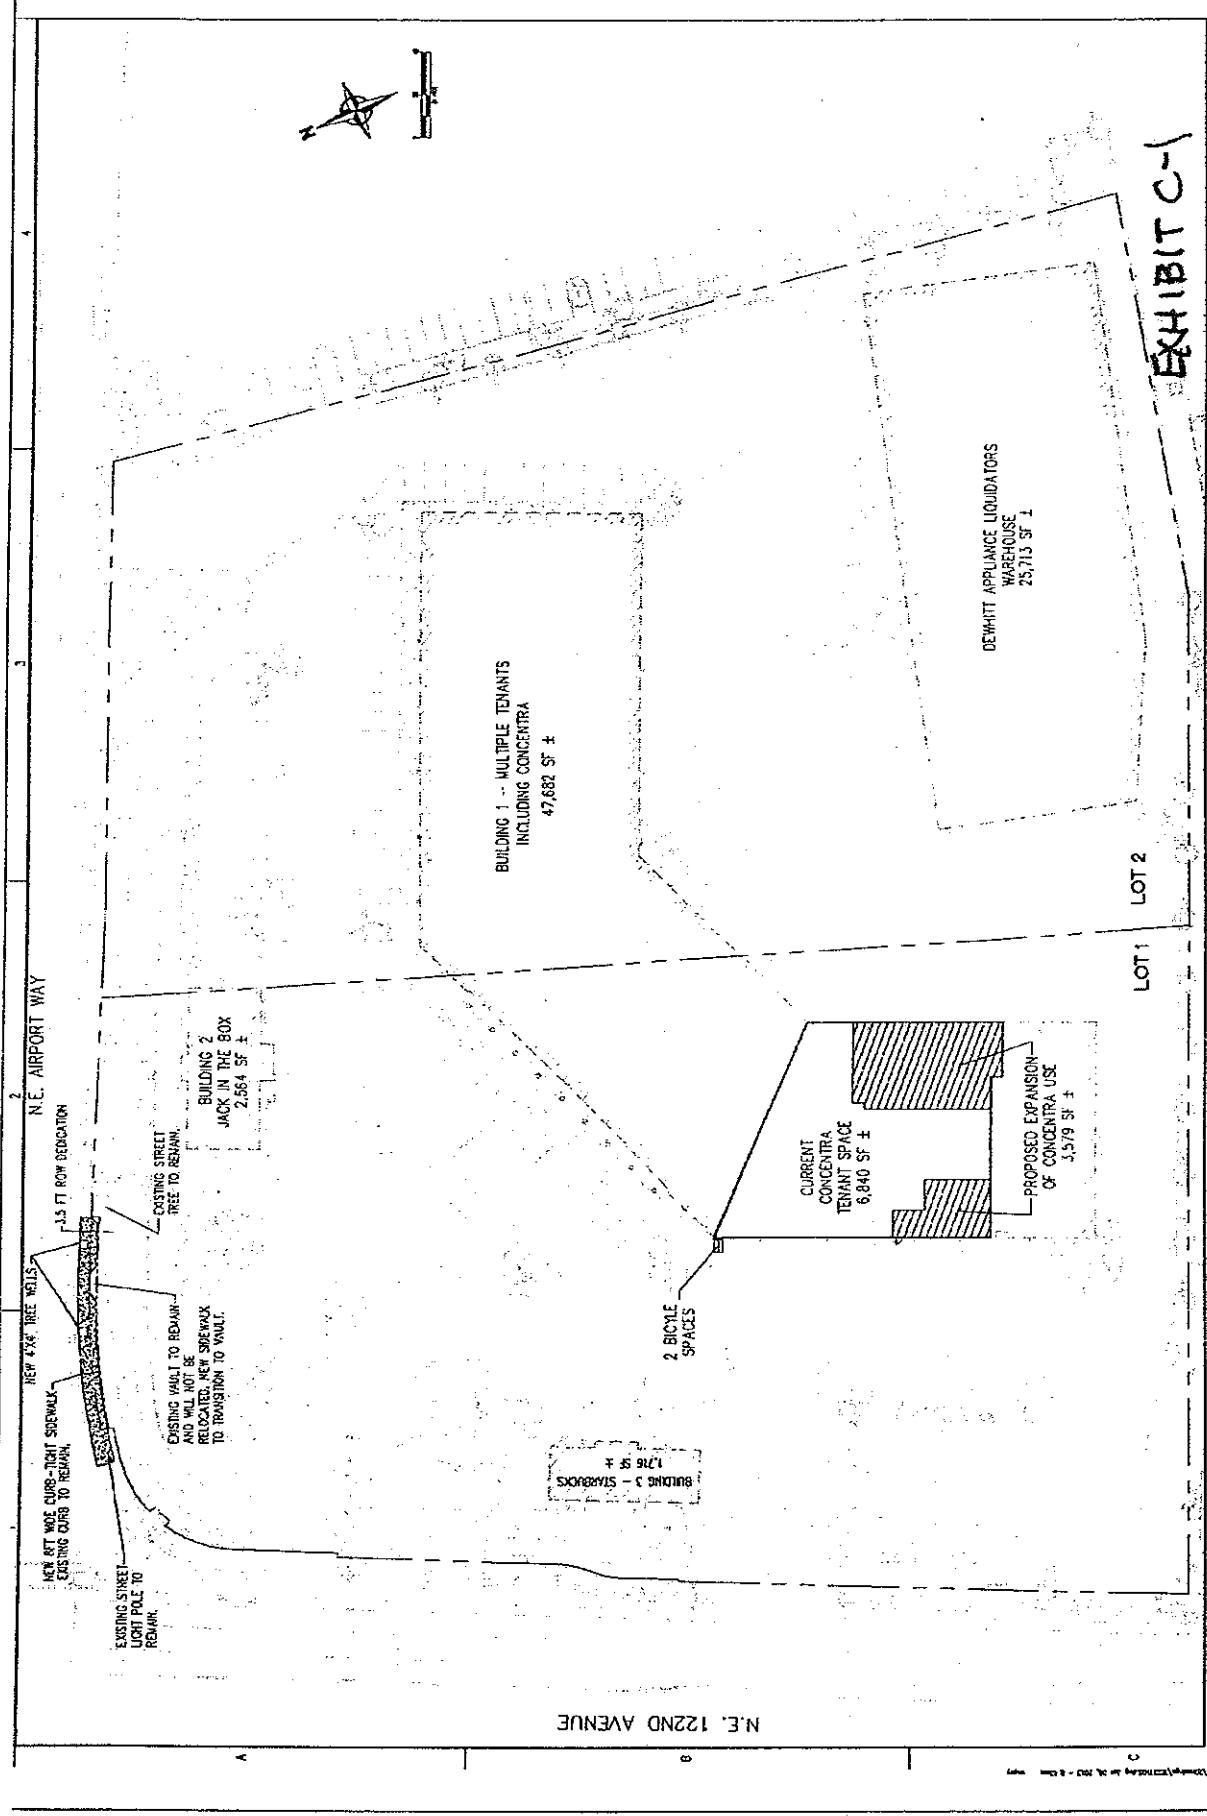 N.E. AIRPORT WAY
NEW 4'X4' TREE WELLS
3.5 FT ROW DEDICATION
NEW 8FT WIDE CURB-TIGHT SIDEWALK
EXISTING CURB TO REMAIN.
EXISTING STREET
TREE TO REMAIN.
EXISTING VAULT TO REMAIN
AND WILL NOT BE
RELOCATED, NEW SIDEWALK
TO TRANSITION TO VAULT.
EXISTING STREET
LIGHT POLE TO
REMAIN.
BUILDING 2
JACK IN THE BOX
2,564 SF ±
BUILDING 1 -- MULTIPLE TENANTS
INCLUDING CONCENTRA
47,682 SF ±
DEWHITT APPLIANCE LIQUIDATORS
WAREHOUSE
25,713 SF ±
2 BICYCLE
SPACES
CURRENT
CONCENTRA
TENANT SPACE
6,840 SF ±
PROPOSED EXPANSION
OF CONCENTRA USE
3,579 SF ±
BUILDING 3 - STARBUCKS
1,716 SF ±
LOT 1
LOT 2
N.E. 122ND AVENUE
N
2
3
4
A
B
C
EXHIBIT C-1